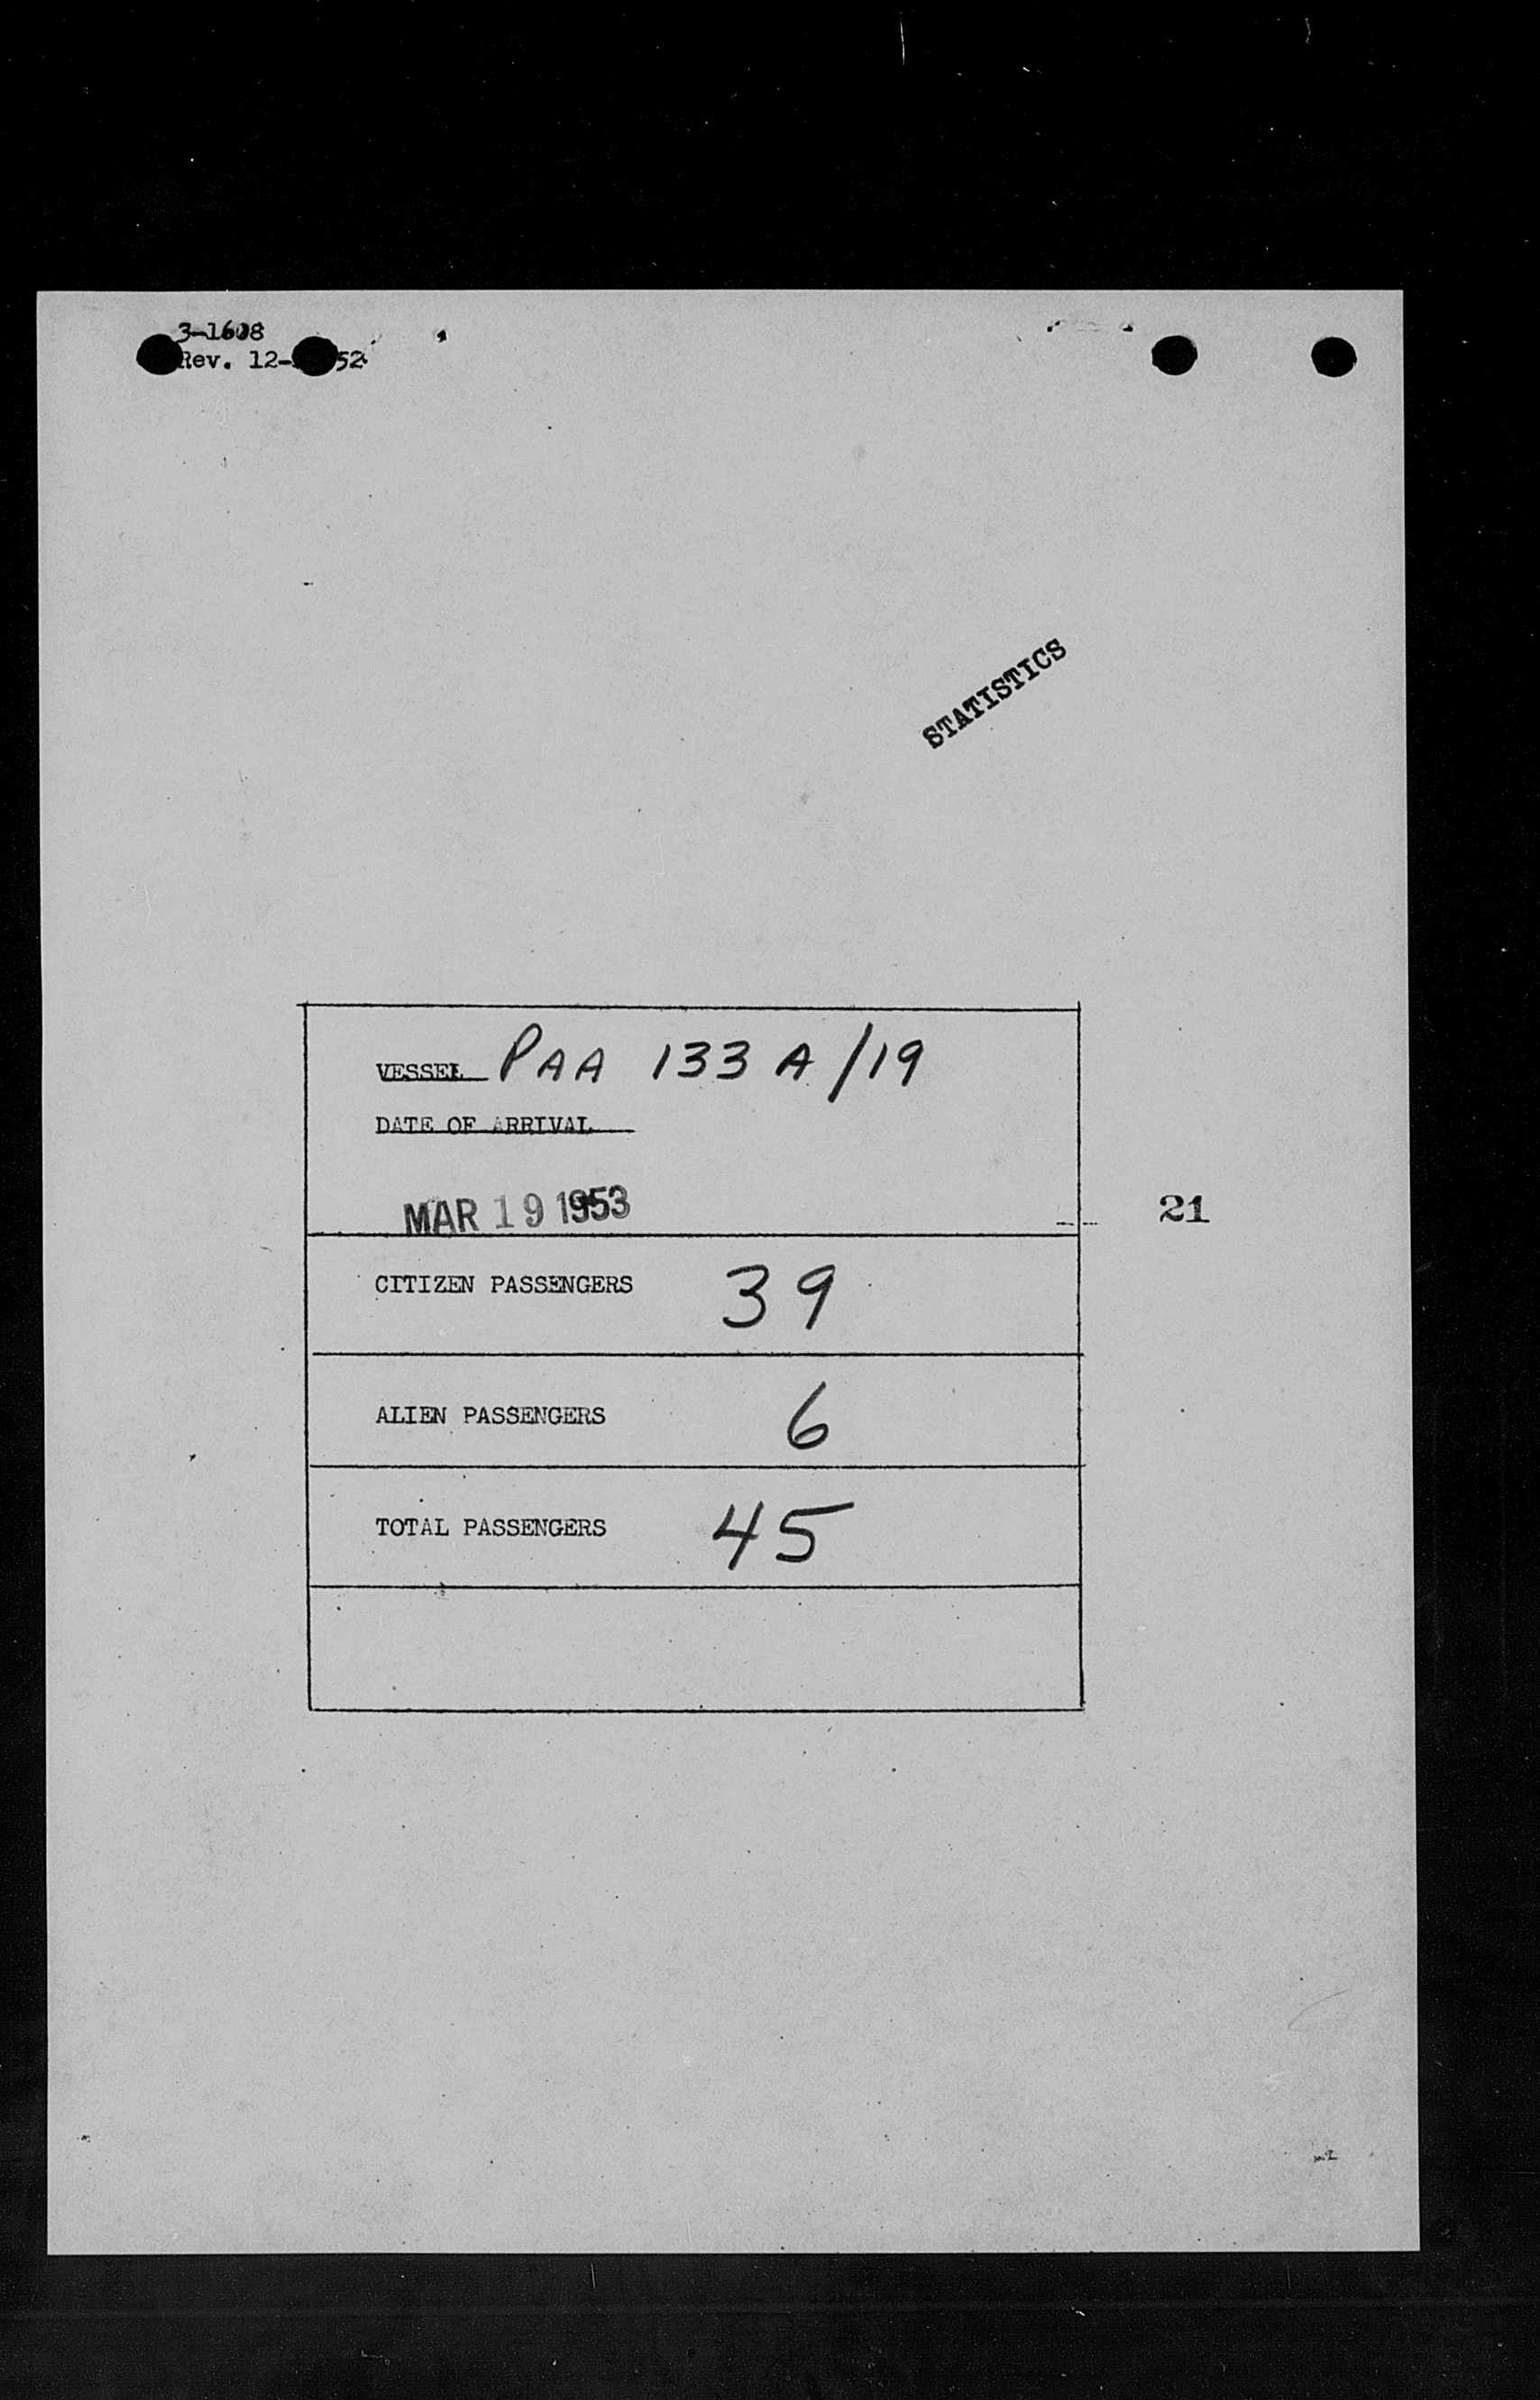 3-1608
Rev. 12- 52
STATISTICS
VESSEL PAA 133 A/19
DATE OF ARRIVAL
MAR 19 1953
21
CITIZEN PASSENGERS 39
ALIEN PASSENGERS 6
TOTAL PASSENGERS 45